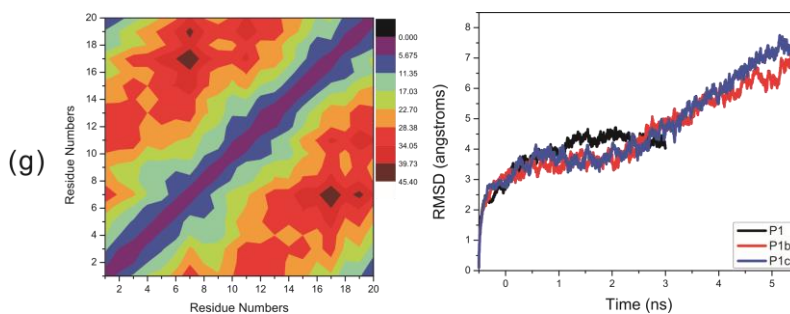 (g)
Residue Numbers
20
18
16
14
12
10
8
6
4
2
2 4 6 8 10 12 14 16 18 20
Residue Numbers
0.000
5.675
11.35
17.03
22.70
28.38
34.05
39.73
45.40
RMSD (angstroms)
8
7
6
5
4
3
2
1
0
0 1 2 3 4 5
Time (ns)
P1
P1b
P1c